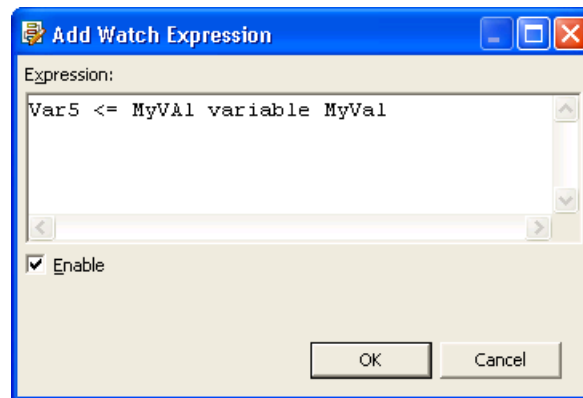 Add Watch Expression
Expression:
Var5 <= MyVAl variable MyVal
Enable
OK
Cancel